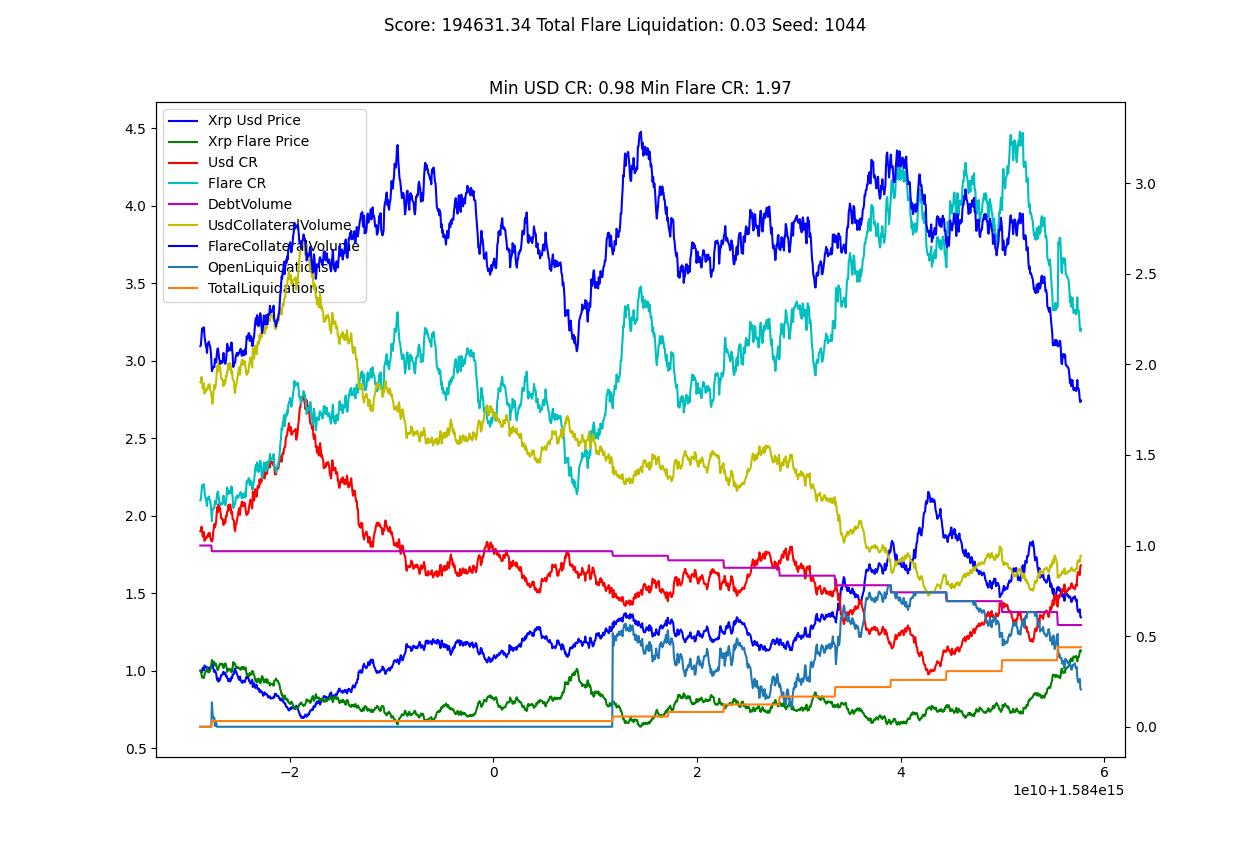 Score: 194631.34 Total Flare Liquidation: 0.03 Seed: 1044
Min USD CR: 0.98 Min Flare CR: 1.97
Xrp Usd Price
Xrp Flare Price
Usd CR
Flare CR
DebtVolume
UsdCollateralVolume
FlareCollateralVolume
OpenLiquidations
TotalLiquidations
4.5
4.0
3.5
3.0
2.5
2.0
1.5
1.0
0.5
3.0
2.5
2.0
1.5
1.0
0.5
0.0
−2
0
2
4
6
1e10+1.584e15